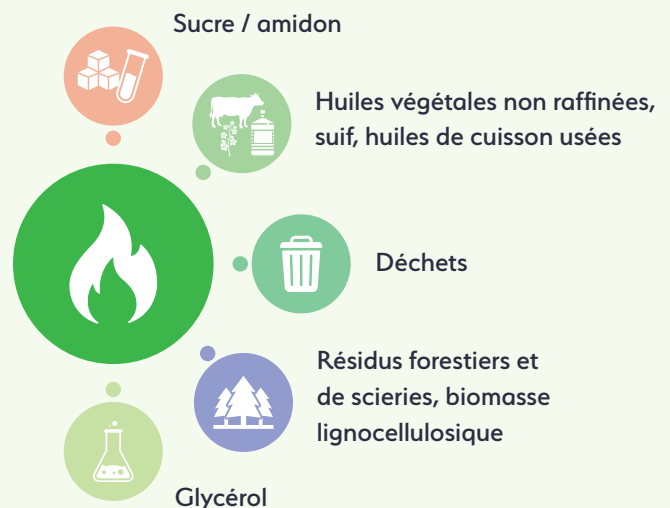 Sucre / amidon
Huiles végétales non raffinées,
suif, huiles de cuisson usées
Déchets
Résidus forestiers et
de scieries, biomasse
lignocellulosique
Glycérol